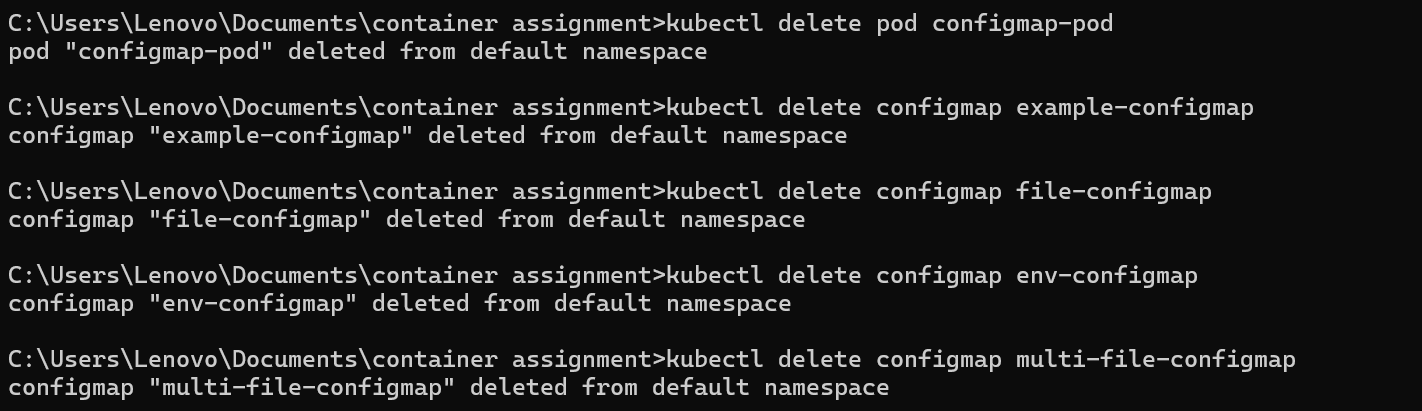 C:\Users\Lenovo\Documents\container assignment>kubectl delete pod configmap-pod
pod "configmap-pod" deleted from default namespace
C:\Users\Lenovo\Documents\container assignment>kubectl delete configmap example-configmap
configmap "example-configmap" deleted from default namespace
C:\Users\Lenovo\Documents\container assignment>kubectl delete configmap file-configmap
configmap "file-configmap" deleted from default namespace
C:\Users\Lenovo\Documents\container assignment>kubectl delete configmap env-configmap
configmap "env-configmap" deleted from default namespace
C:\Users\Lenovo\Documents\container assignment>kubectl delete configmap multi-file-configmap
configmap "multi-file-configmap" deleted from default namespace